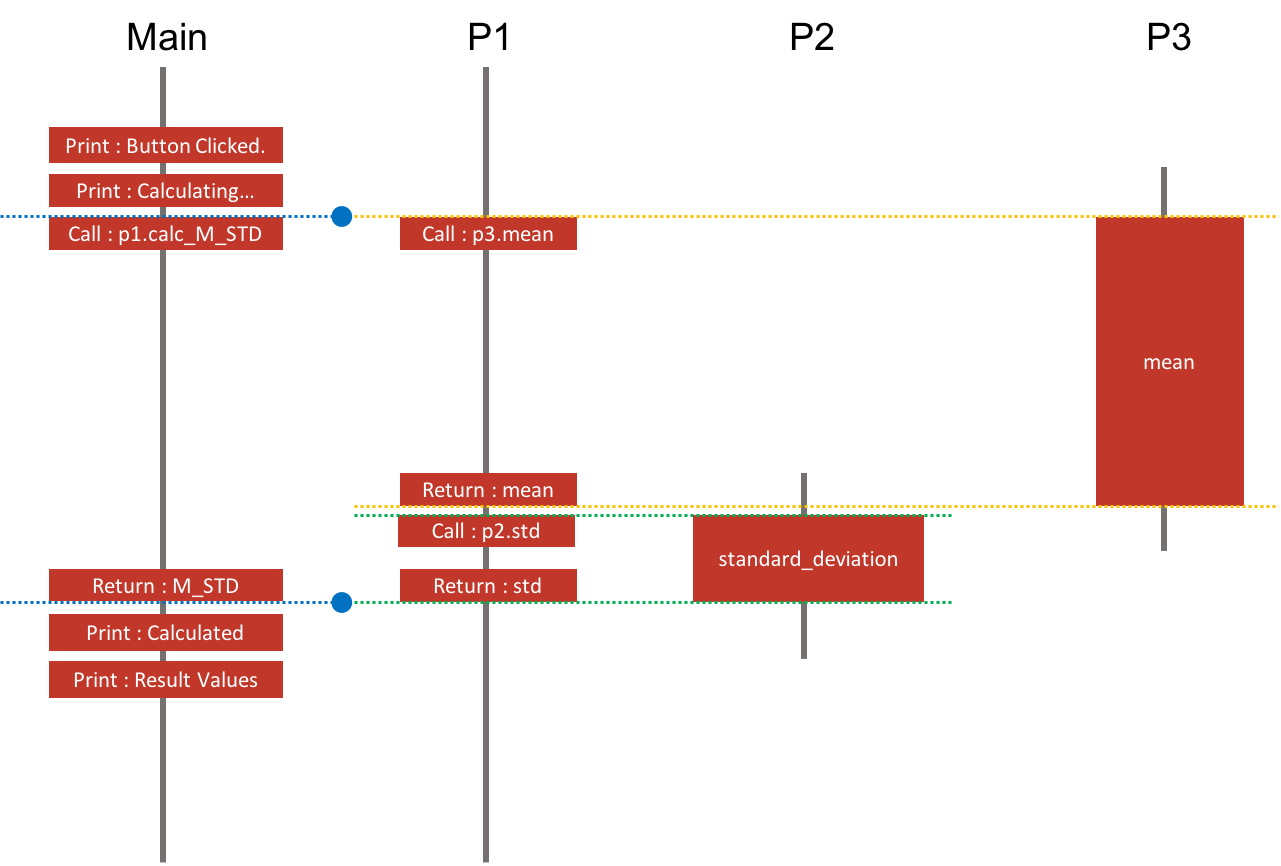 Main
P1
P2
P3
Print : Button Clicked.
Print : Calculating...
Call : p1.calc_M_STD
Call : p3.mean
mean
Return : mean
Call : p2.std
standard_deviation
Return : M_STD
Return : std
Print : Calculated
Print : Result Values